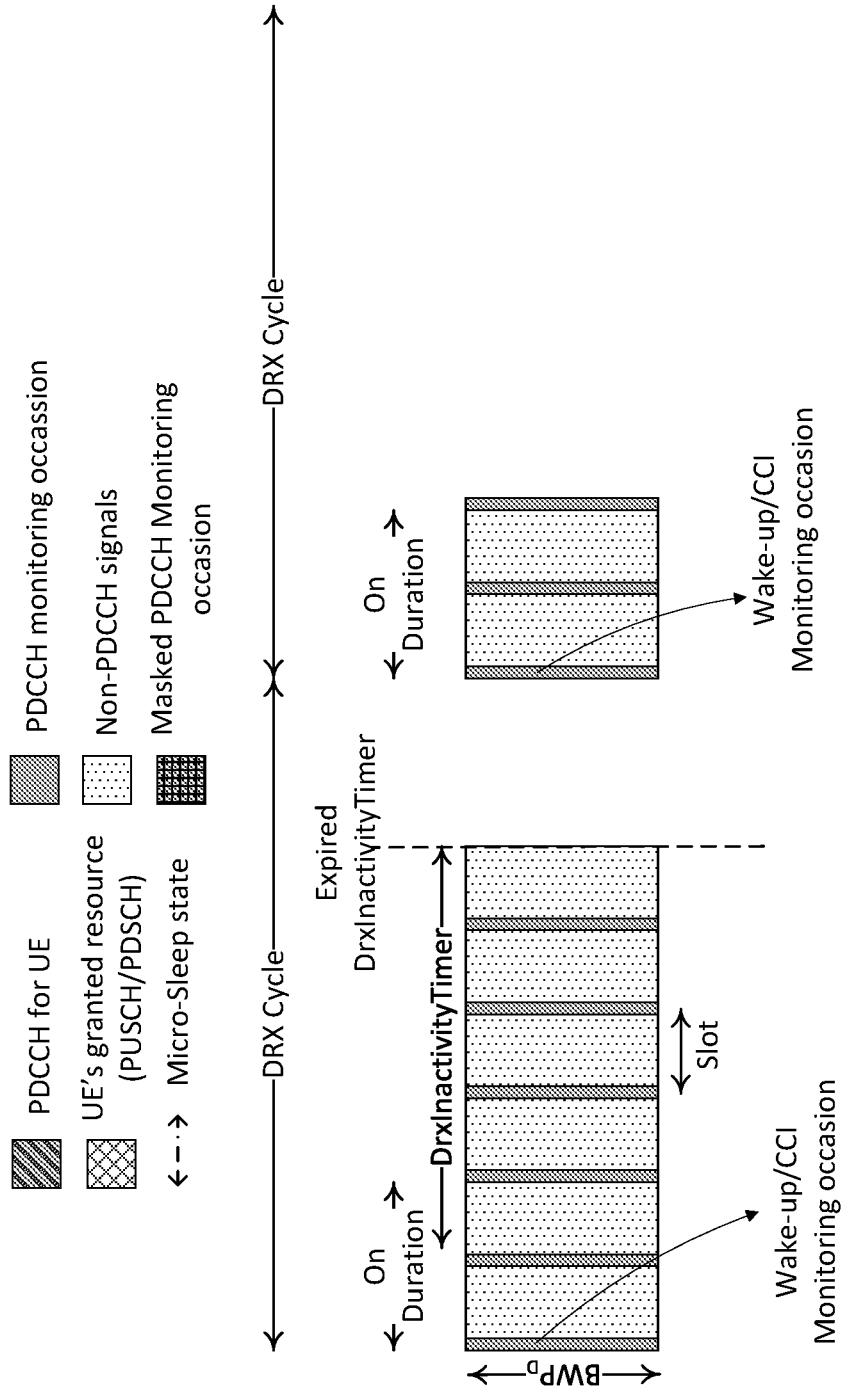 PDCCH for UE
UE's granted resource
(PUSCH/PDSCH)
Micro-Sleep state
PDCCH monitoring occassion
Non-PDCCH signals
Masked PDCCH Monitoring
occasion
DRX Cycle
DRX Cycle
Expired
DrxInactivityTimer
On
Duration
On
Duration
DrxInactivityTimer
BWPD
Slot
Wake-up/CCI
Monitoring occasion
Wake-up/CCI
Monitoring occasion